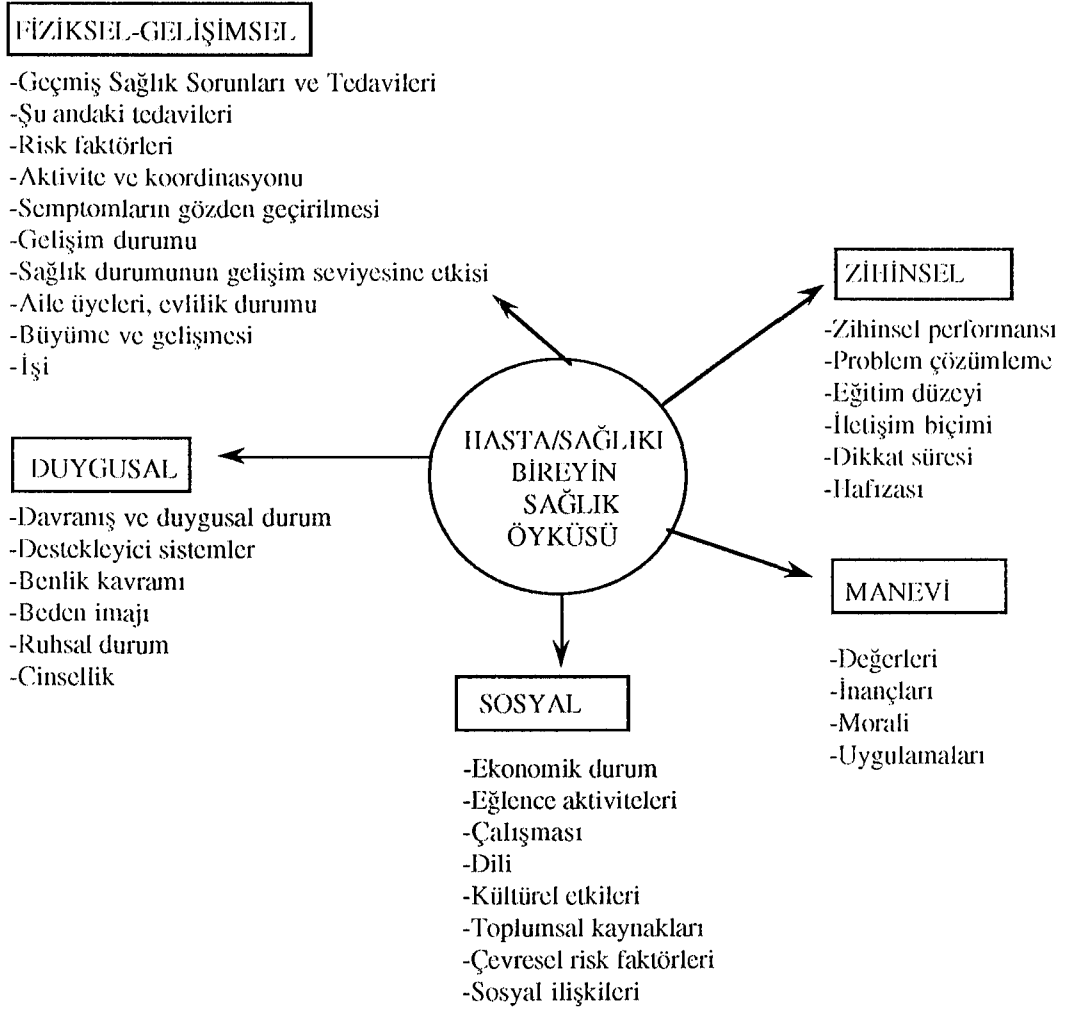 FİZİKSEL-GELİŞİMSEL
-Geçmiş Sağlık Sorunları ve Tedavileri
-Şu andaki tedavileri
-Risk faktörleri
-Aktivite ve koordinasyonu
-Semptomların gözden geçirilmesi
-Gelişim durumu
-Sağlık durumunun gelişim seviyesine etkisi
-Aile üyeleri, evlilik durumu
-Büyüme ve gelişmesi
-İşi
ZİHİNSEL
-Zihinsel performansı
-Problem çözümleme
-Eğitim düzeyi
-İletişim biçimi
-Dikkat süresi
-Hafızası
HASTA/SAĞLIKI
BİREYİN
SAĞLIK
ÖYKÜSÜ
DUYGUSAL
-Davranış ve duygusal durum
-Destekleyici sistemler
-Benlik kavramı
-Beden imajı
-Ruhsal durum
-Cinsellik
MANEVİ
-Değerleri
-İnançları
-Morali
-Uygulamaları
SOSYAL
-Ekonomik durum
-Eğlence aktiviteleri
-Çalışması
-Dili
-Kültürel etkileri
-Toplumsal kaynakları
-Çevresel risk faktörleri
-Sosyal ilişkileri